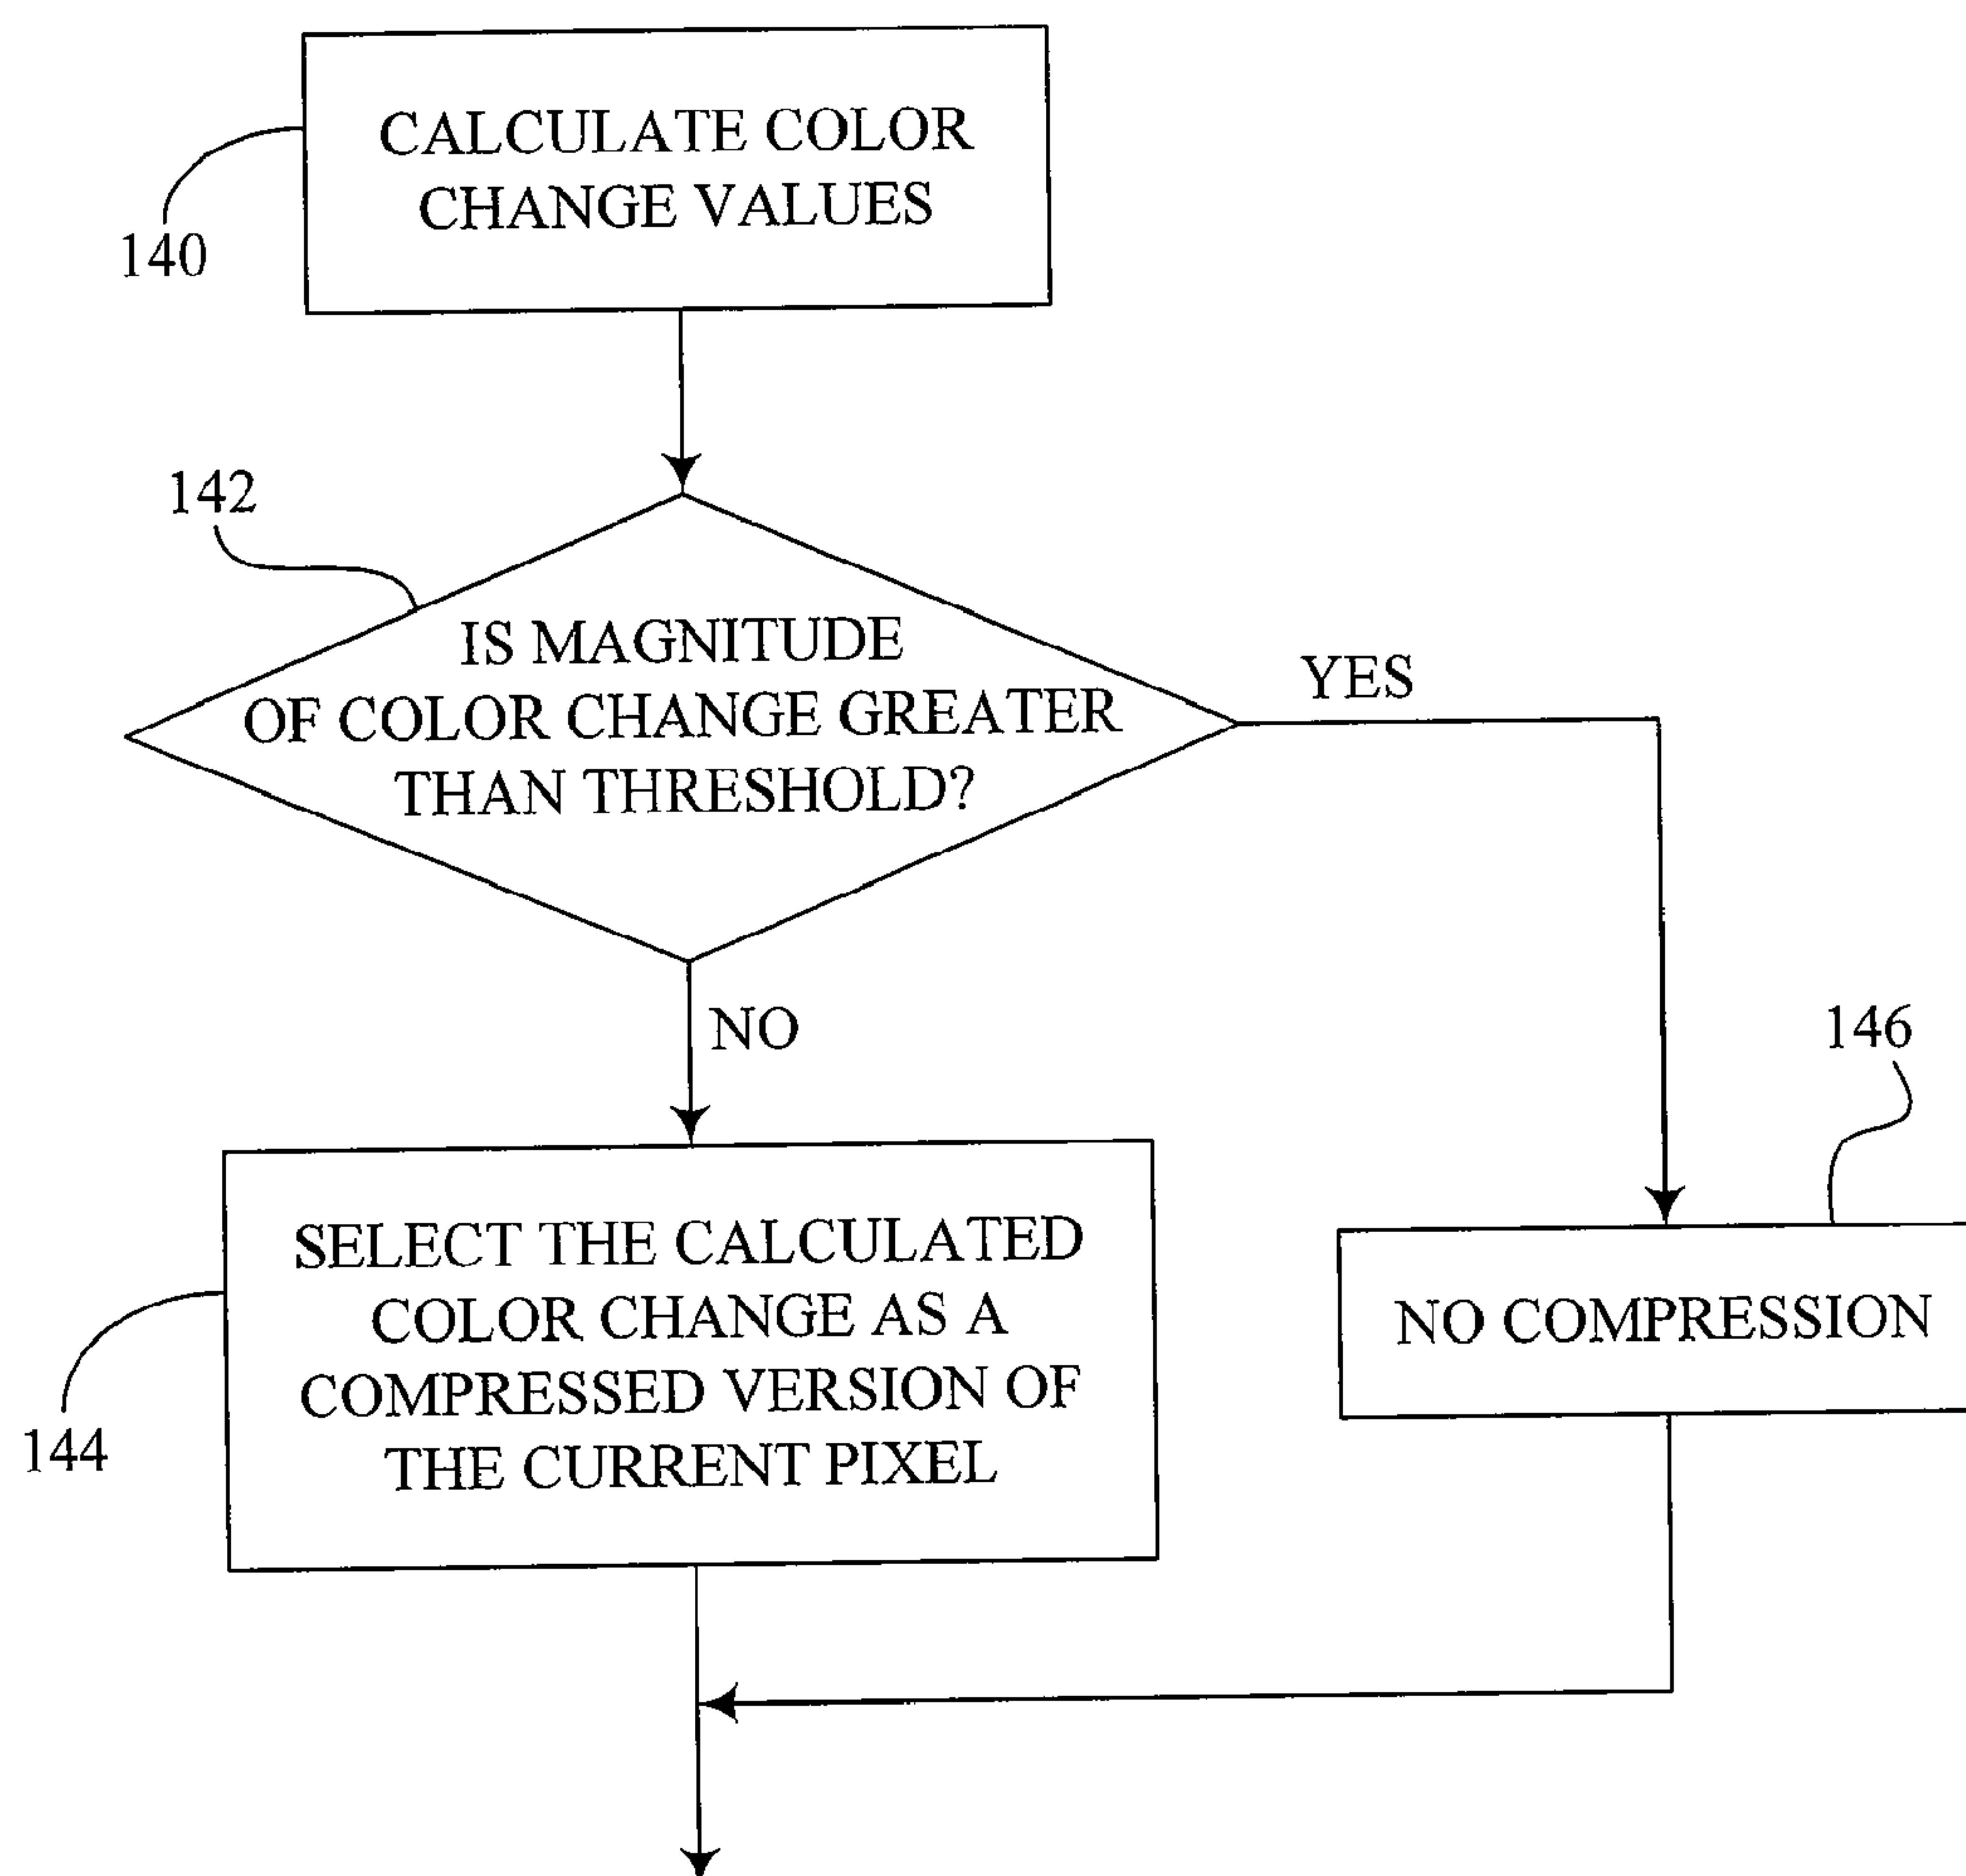 CALCULATE COLOR
CHANGE VALUES
140
142
IS MAGNITUDE
OF COLOR CHANGE GREATER
THAN THRESHOLD?
YES
NO
146
SELECT THE CALCULATED
COLOR CHANGE AS A
COMPRESSED VERSION OF
THE CURRENT PIXEL
NO COMPRESSION
144